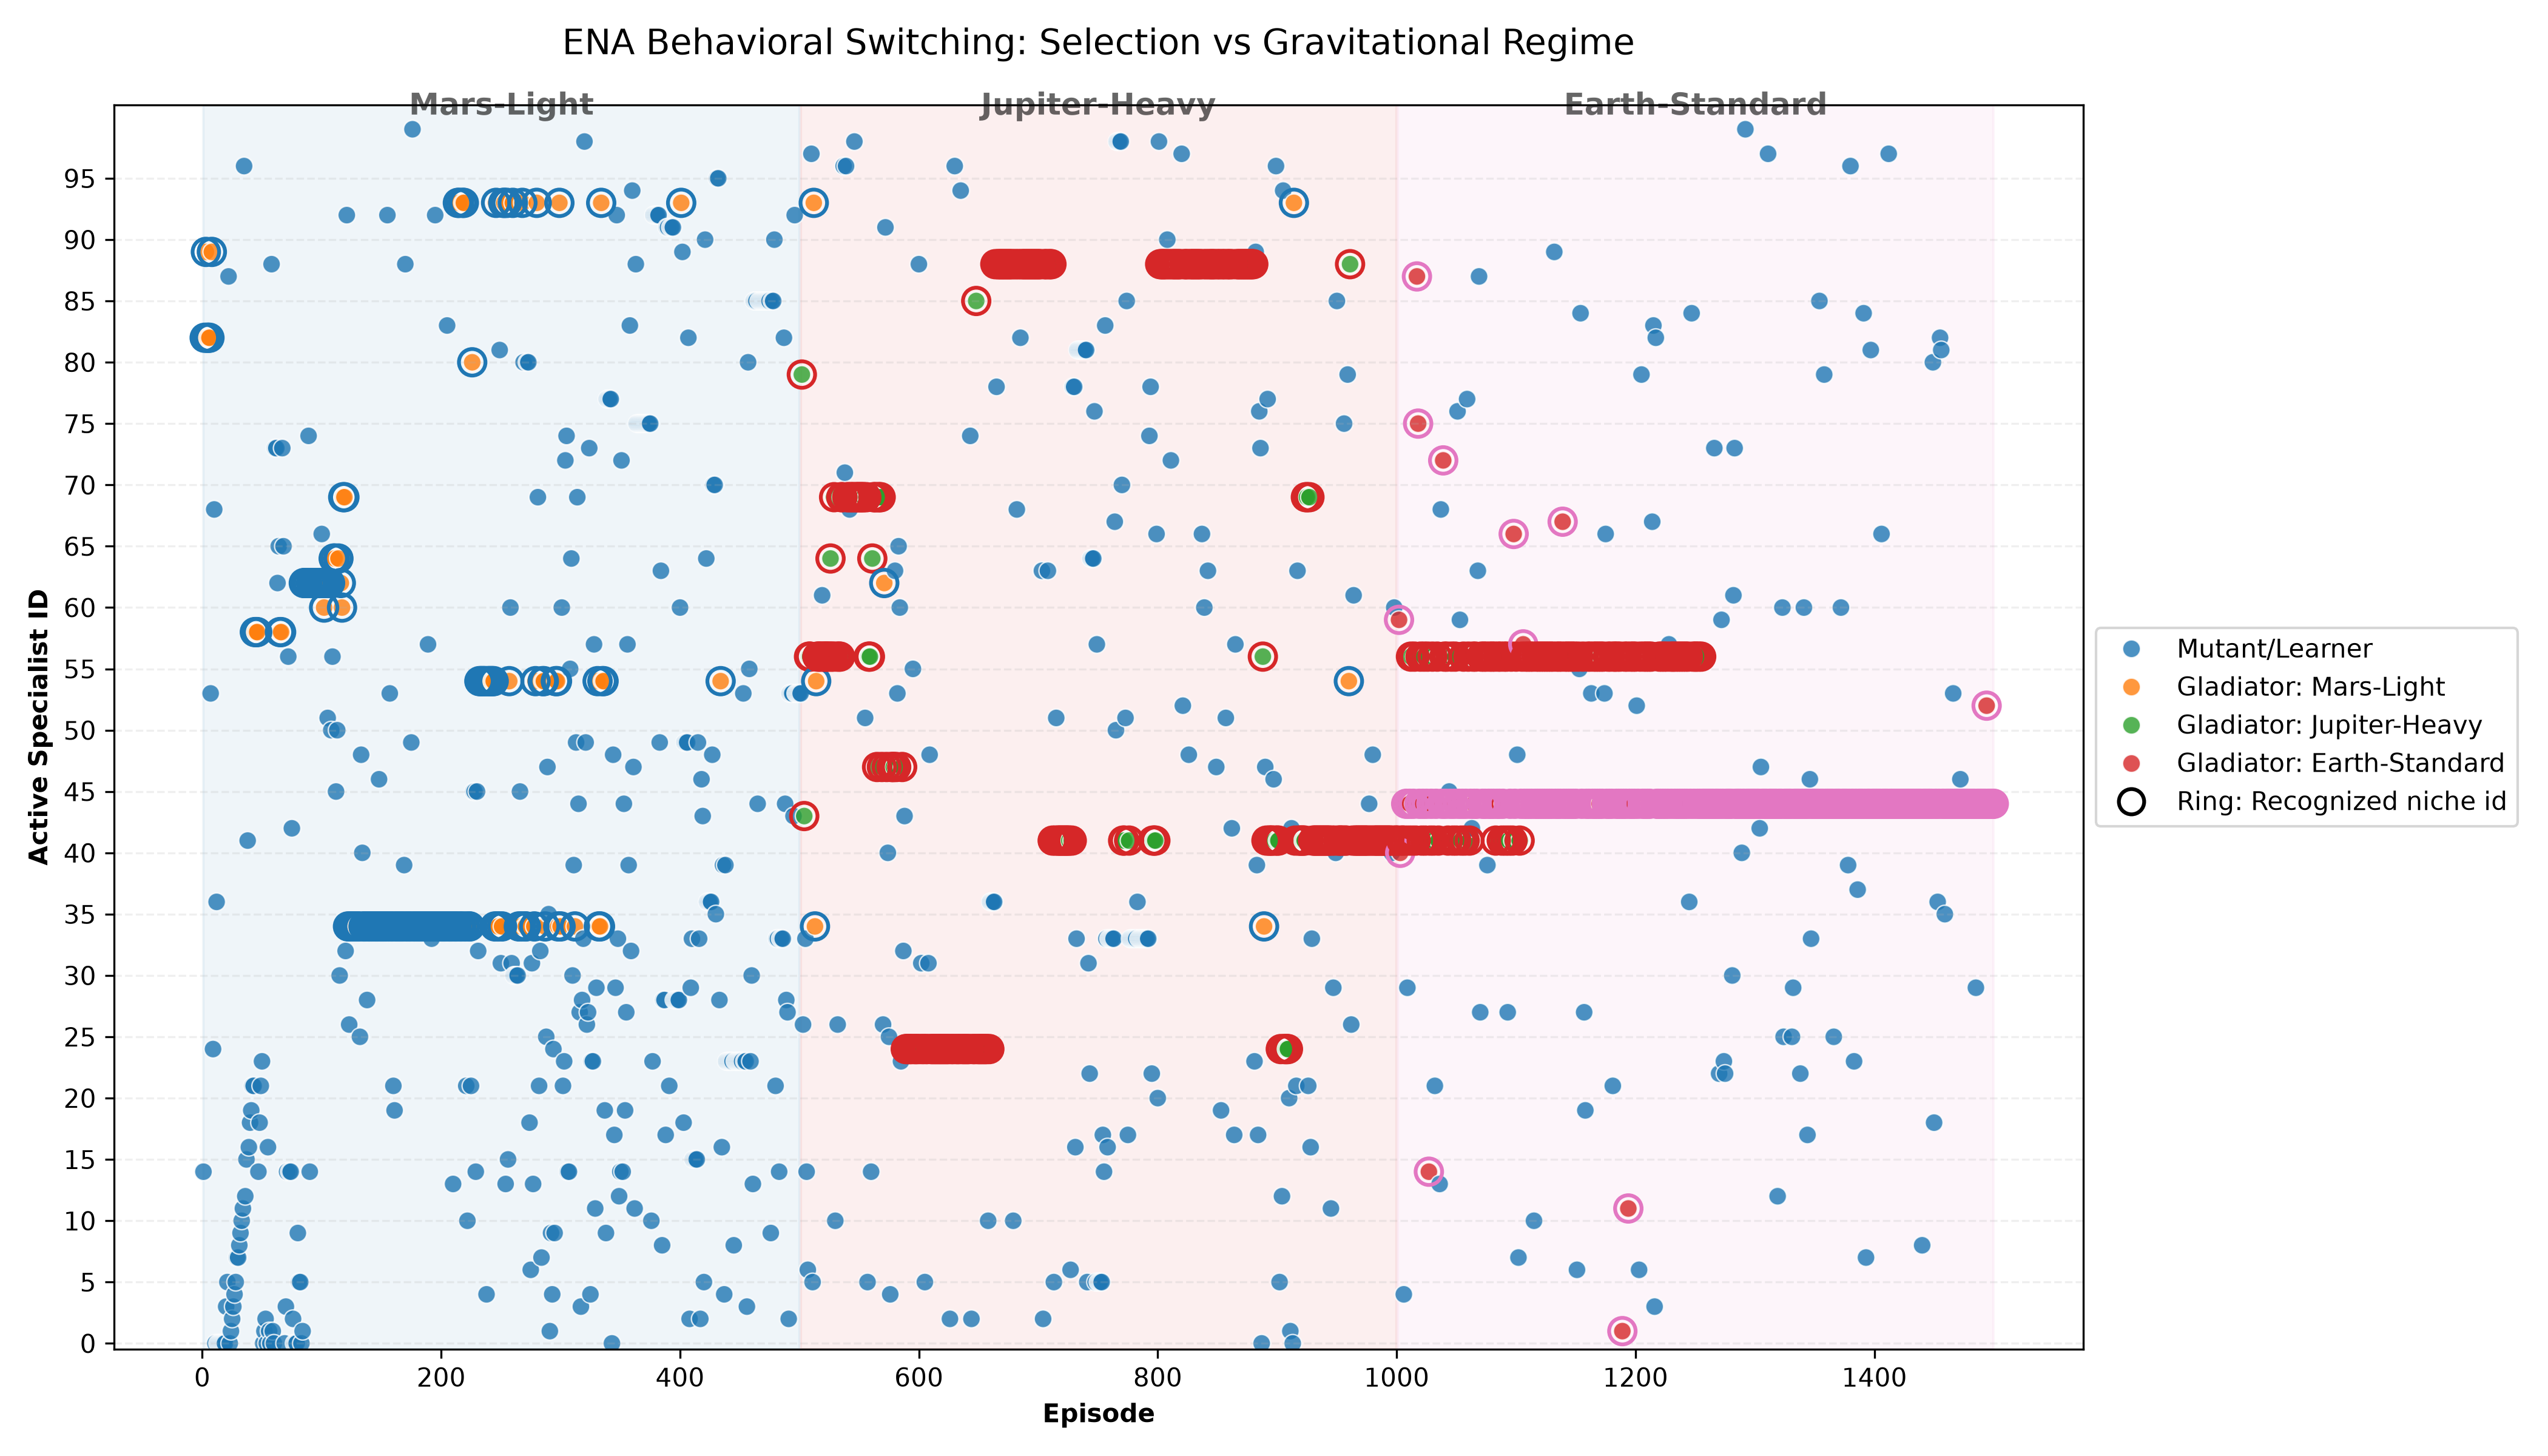 ENA Behavioral Switching: Selection vs Gravitational Regime
Mars-Light
Jupiter-Heavy
Earth-Standard
Active Specialist ID
95
90
85
80
75
70
65
60
55
50
45
40
35
30
25
20
15
10
5
0
0
200
400
600
800
1000
1200
1400
Episode
Mutant/Learner
Gladiator: Mars-Light
Gladiator: Jupiter-Heavy
Gladiator: Earth-Standard
Ring: Recognized niche id